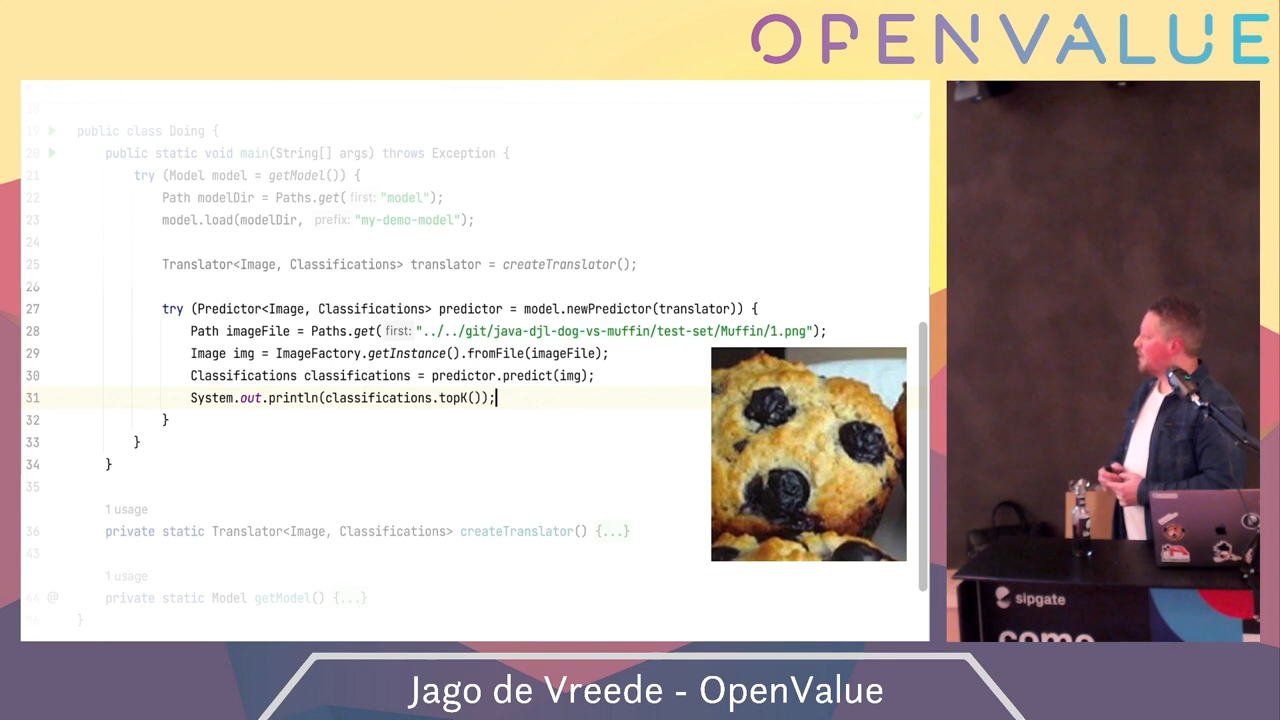 OPENVALUE
18
19 public class Doing {
20 public static void main(String[] args) throws Exception {
21 try (Model model = getModel()) {
22 Path modelDir = Paths.get( first: "model");
23 model.load(modelDir, prefix: "my-demo-model");
24
25 Translator<Image, Classifications> translator = createTranslator();
26
27 try (Predictor<Image, Classifications> predictor = model.newPredictor(translator)) {
28 Path imageFile = Paths.get( first: "../../git/java-djl-dog-vs-muffin/test-set/Muffin/1.png");
29 Image img = ImageFactory.getInstance().fromFile(imageFile);
30 Classifications classifications = predictor.predict(img);
31 System.out.println(classifications.topK());
32 }
33 }
34 }
35
1 usage
36 private static Translator<Image, Classifications> createTranslator() {...}
43
1 usage
44 @ private static Model getModel() {...}
56 }
sipgate
Jago de Vreede - OpenValue